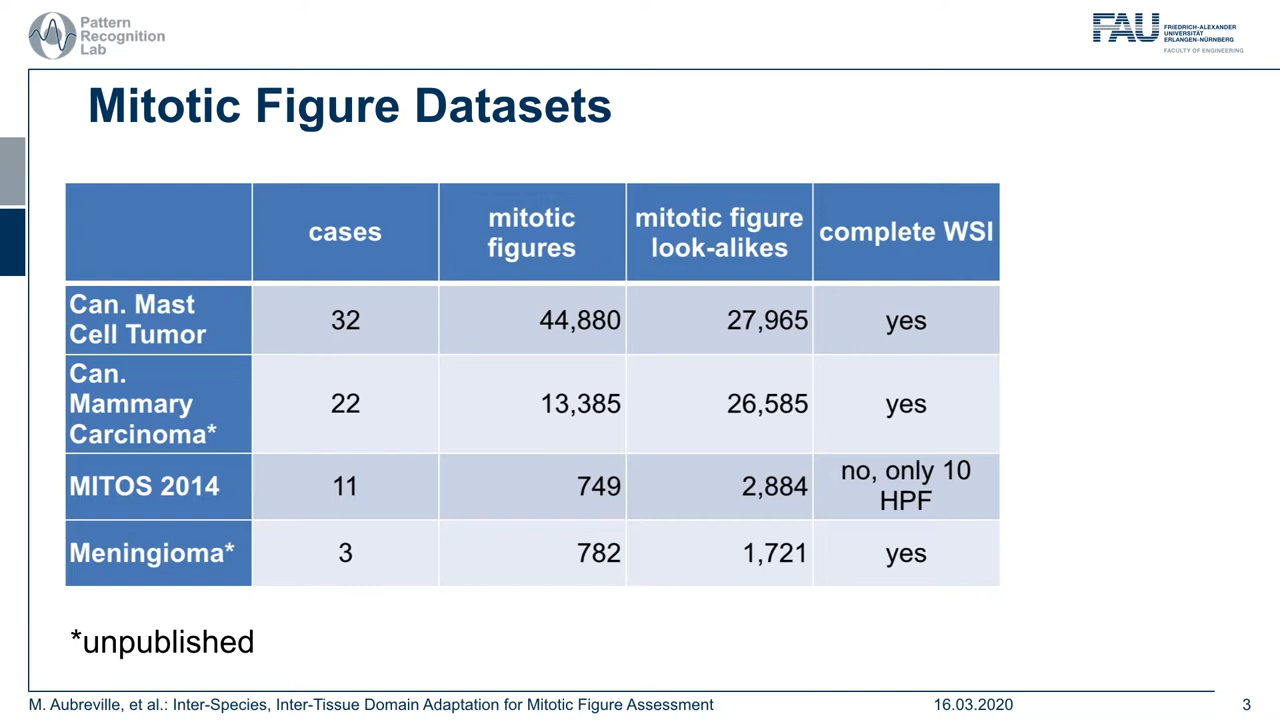 Pattern
Recognition
Lab
FAU
FRIEDRICH-ALEXANDER
UNIVERSITÄT
ERLANGEN-NÜRNBERG
FACULTY OF ENGINEERING
Mitotic Figure Datasets
cases
mitotic
figures
mitotic figure
look-alikes
complete WSI
Can. Mast
Cell Tumor
32
44,880
27,965
yes
Can.
Mammary
Carcinoma*
22
13,385
26,585
yes
MITOS 2014
11
749
2,884
no, only 10
HPF
Meningioma*
3
782
1,721
yes
*unpublished
M. Aubreville, et al.: Inter-Species, Inter-Tissue Domain Adaptation for Mitotic Figure Assessment
16.03.2020
3